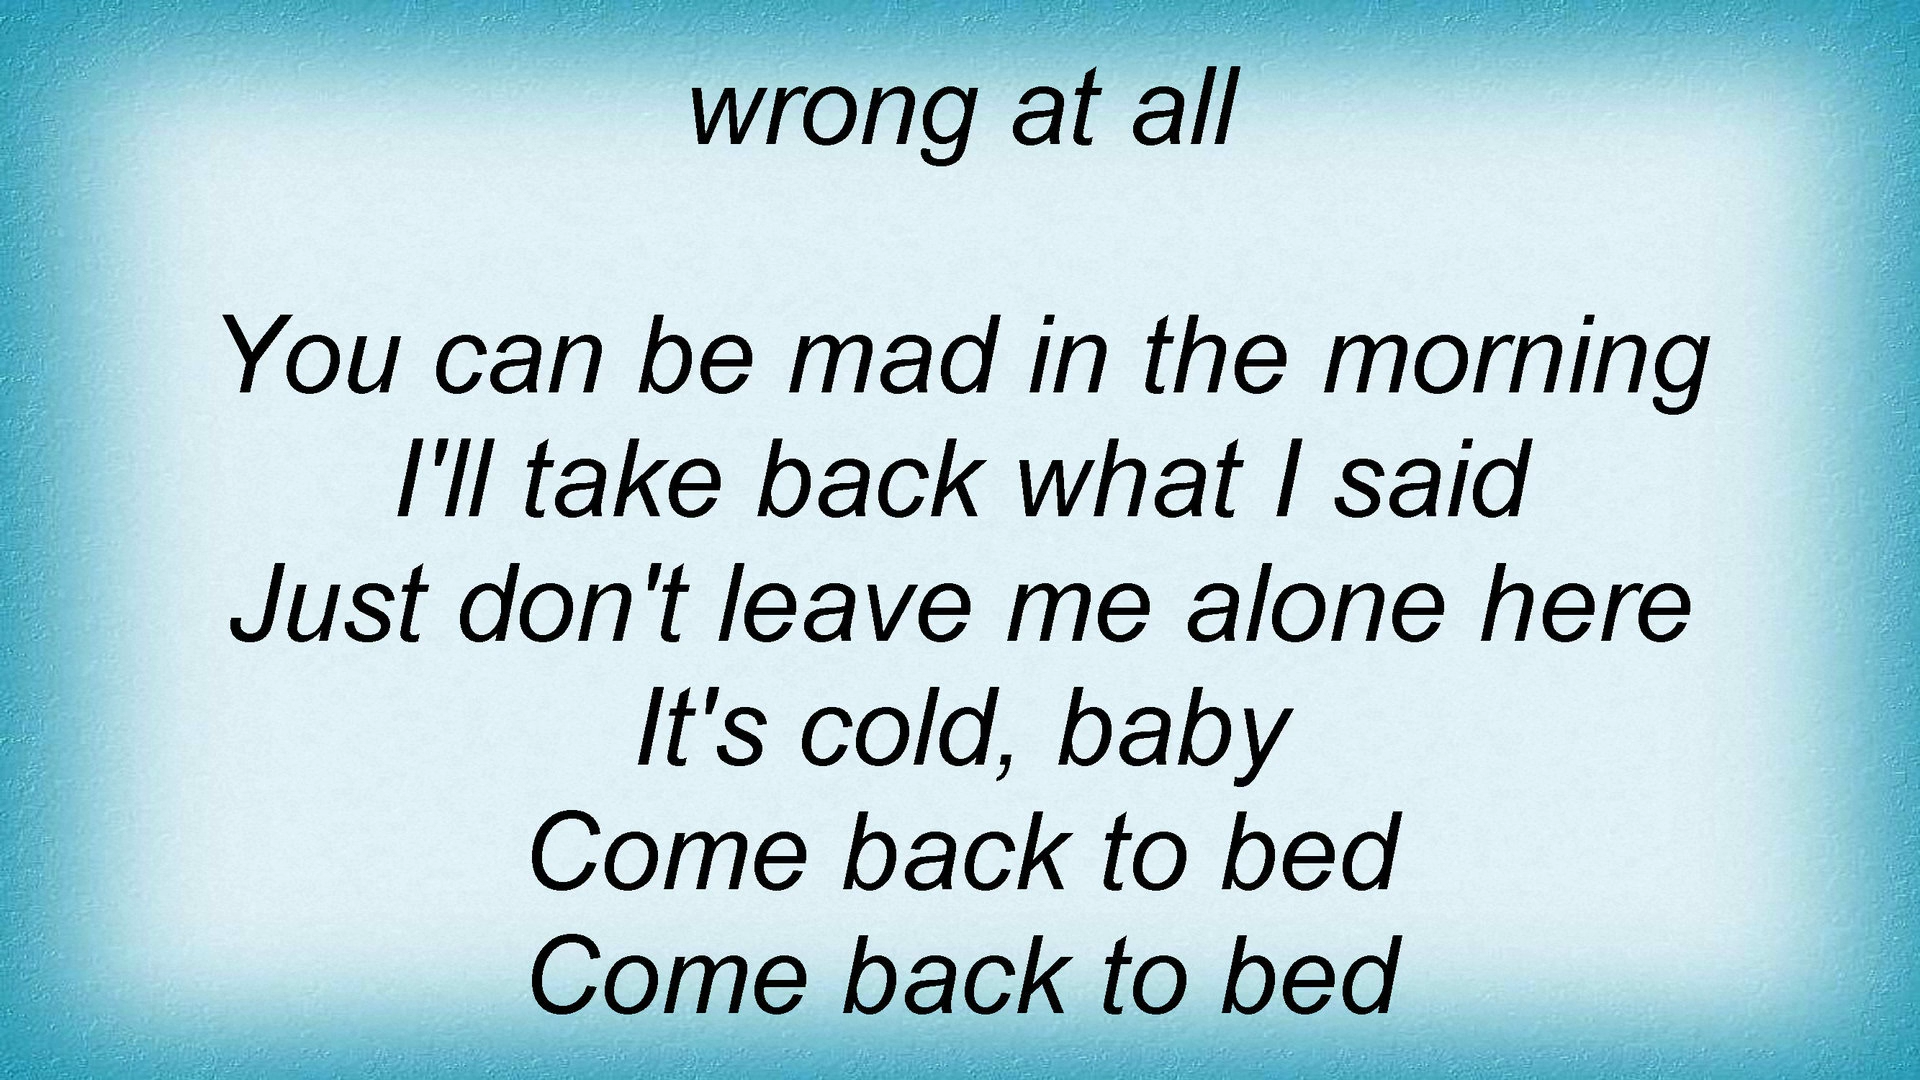 wrong at all
You can be mad in the morning
I'll take back what I said
Just don't leave me alone here
It's cold, baby
Come back to bed
Come back to bed